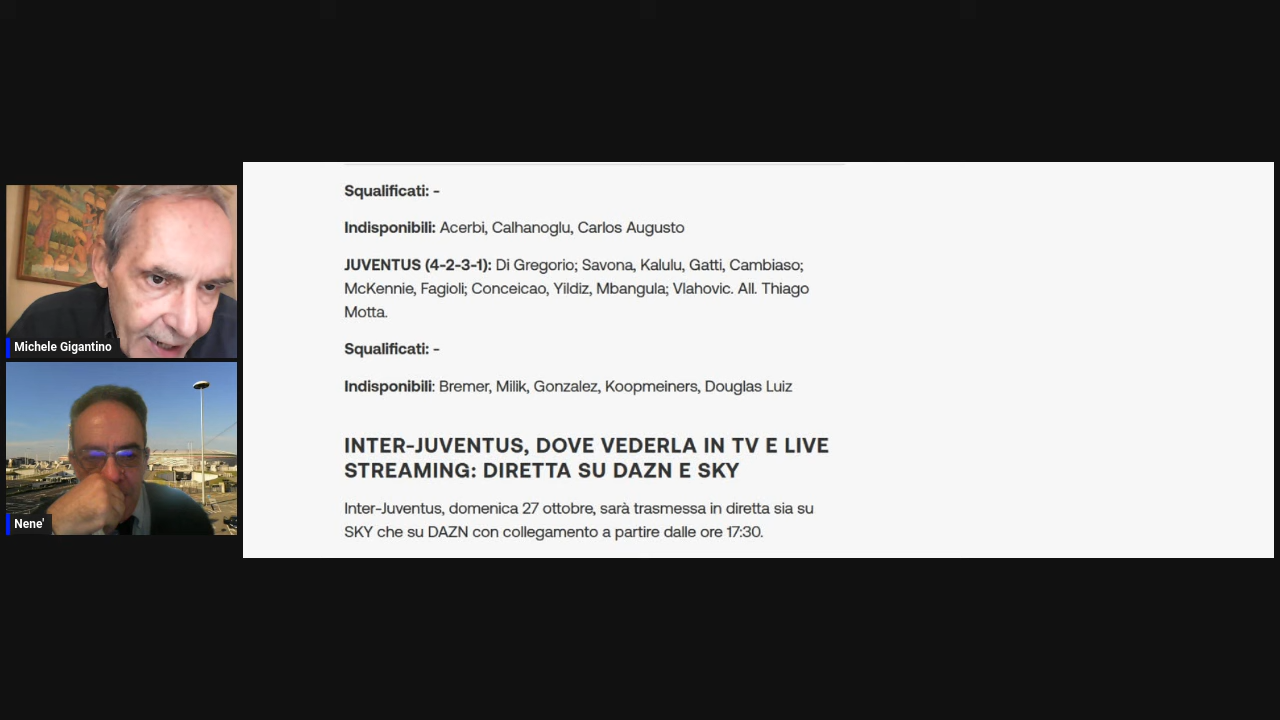 Michele Gigantino
Nene'
Squalificati: -
Indisponibili: Acerbi, Calhanoglu, Carlos Augusto
JUVENTUS (4-2-3-1): Di Gregorio; Savona, Kalulu, Gatti, Cambiaso;
McKennie, Fagioli; Conceicao, Yildiz, Mbangula; Vlahovic. All. Thiago
Motta.
Squalificati: -
Indisponibili: Bremer, Milik, Gonzalez, Koopmeiners, Douglas Luiz
INTER-JUVENTUS, DOVE VEDERLA IN TV E LIVE
STREAMING: DIRETTA SU DAZN E SKY
Inter-Juventus, domenica 27 ottobre, sarà trasmessa in diretta sia su
SKY che su DAZN con collegamento a partire dalle ore 17:30.